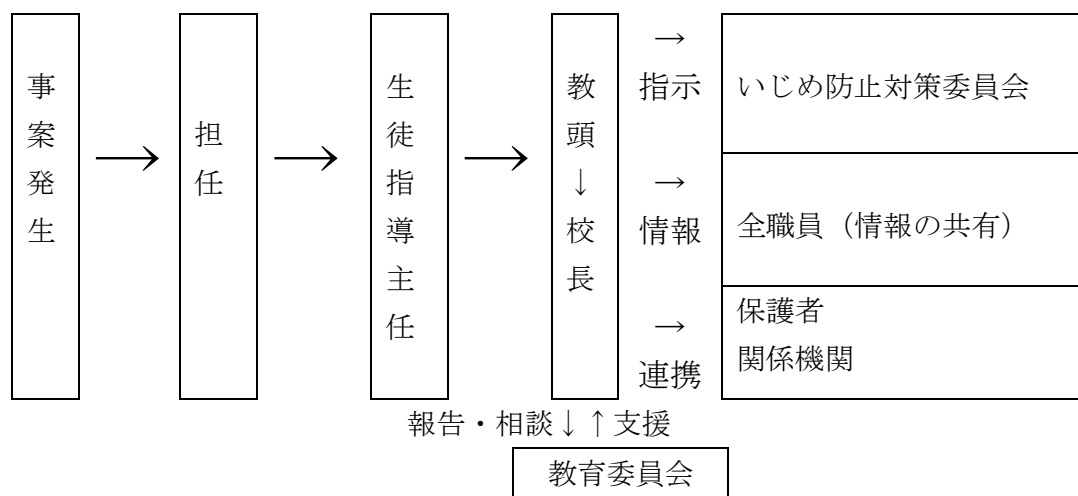 事案発生
→
担任
→
生徒指導主任
→
教頭↓校長
→
指示
いじめ防止対策委員会
→
情報
全職員（情報の共有）
→
連携
保護者
関係機関
報告・相談↓↑支援
教育委員会